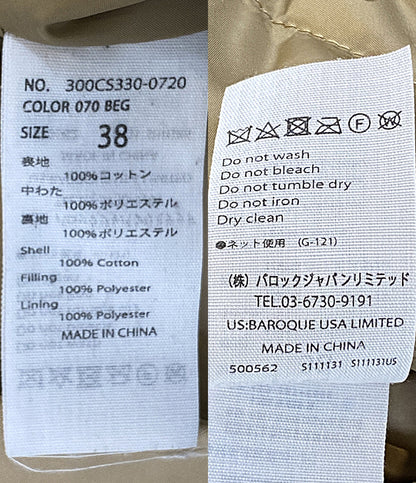 NO. 300CS330-0720
COLOR 070 BEG
SIZE 38
表地
100%コットン
中わた
100%ポリエステル
裏地
100%ポリエステル
Shell
100% Cotton
Filling
100% Polyester
Lining
100% Polyester
MADE IN CHINA
Do not wash
Do not bleach
Do not tumble dry
Do not iron
Dry clean
●ネット使用 (G-121)
(株) バロックジャパンリミテッド
TEL.03-6730-9191
US:BAROQUE USA LIMITED
MADE IN CHINA
500562 S111131 S111131US